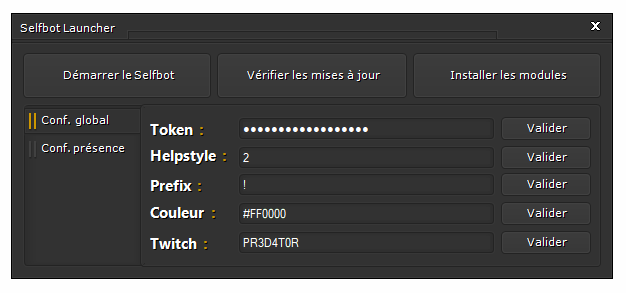 Selfbot Launcher x
Démarrer le Selfbot Vérifier les mises à jour Installer les modules
Conf. global
Conf. présence
Token : ●●●●●●●●●●●●●●●●●● Valider
Helpstyle : 2 Valider
Prefix : ! Valider
Couleur : #FF0000 Valider
Twitch : PR3D4T0R Valider